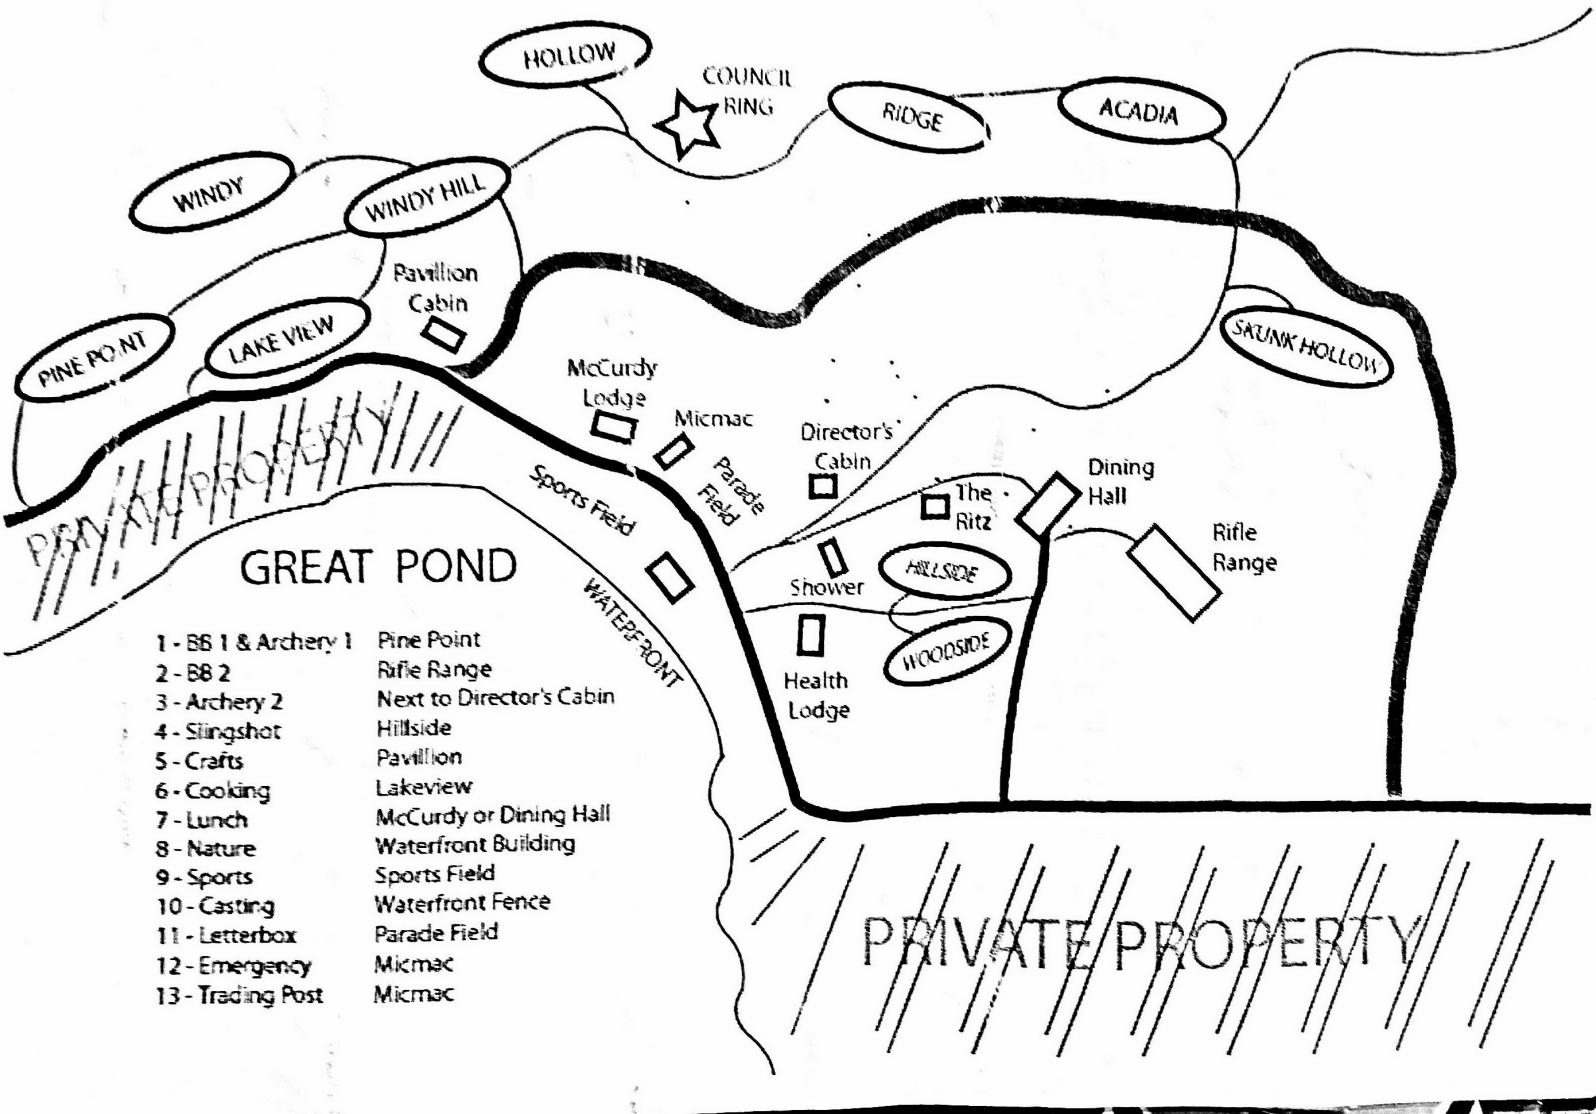 HOLLOW
COUNCIL
RING
RIDGE
ACADIA
WINDY
WINDY HILL
Pavillion
Cabin
PINE POINT
LAKE VIEW
SKUNK HOLLOW
McCurdy
Lodge
Micmac
Parade
Field
Director's
Cabin
Dining
Hall
The
Ritz
Rifle
Range
Sports Field
PRIVATE PROPERTY
GREAT POND
WATERFRONT
Shower
HILLSIDE
WOODSIDE
Health
Lodge
1 - BB 1 & Archery 1 Pine Point
2 - BB 2 Rifle Range
3 - Archery 2 Next to Director's Cabin
4 - Slingshot Hillside
5 - Crafts Pavillion
6 - Cooking Lakeview
7 - Lunch McCurdy or Dining Hall
8 - Nature Waterfront Building
9 - Sports Sports Field
10 - Casting Waterfront Fence
11 - Letterbox Parade Field
12 - Emergency Micmac
13 - Trading Post Micmac
PRIVATE PROPERTY